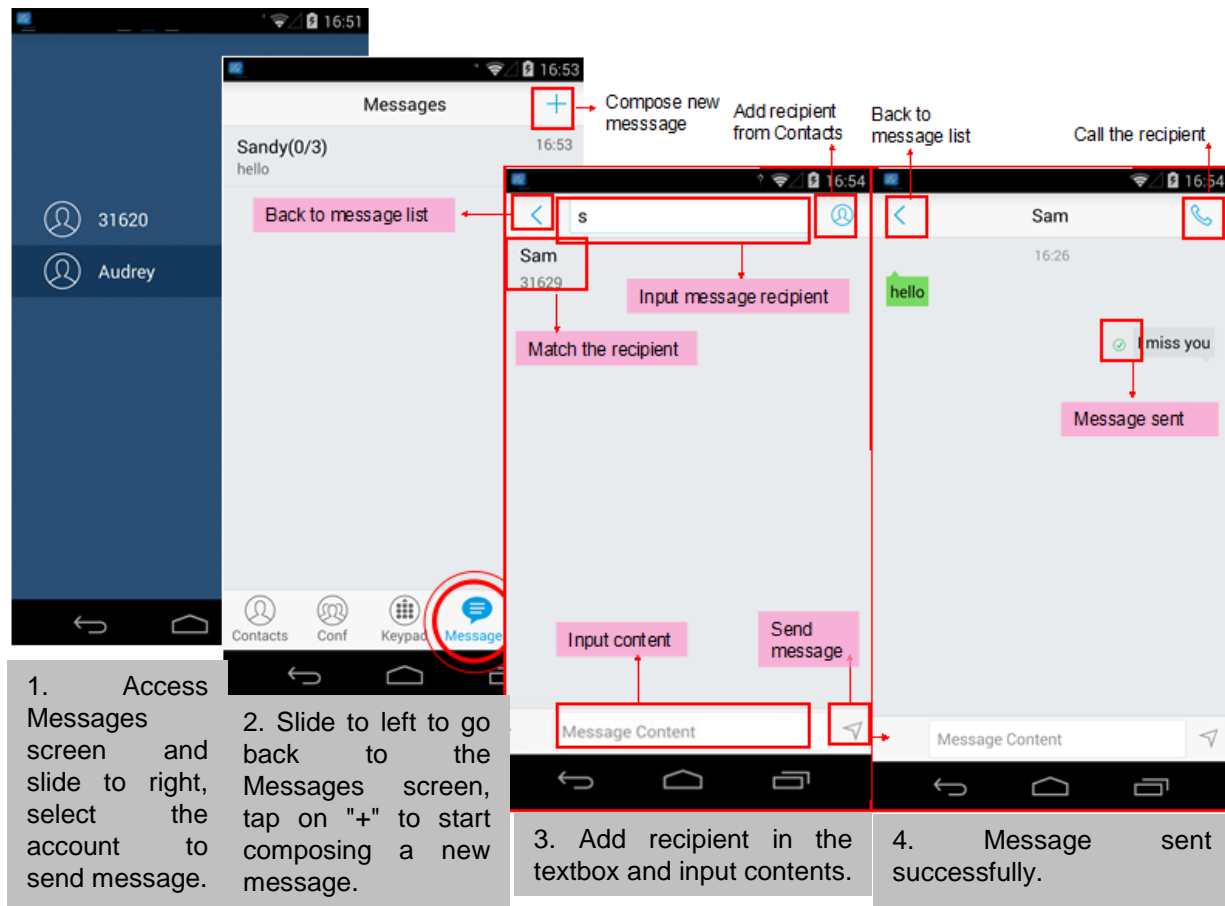 16:51
31620
Audrey
16:53
Messages
Sandy(0/3)
16:53
hello
Contacts
Conf
Keypad
Message
Compose new
messsage
Back to message list
16:54
s
Sam
31629
Input message recipient
Match the recipient
Add recipient
from Contacts
Input content
Send
message
Message Content
Back to
message list
Call the recipient
16:54
Sam
16:26
hello
I miss you
Message sent
Message Content
1. Access
Messages
screen and
slide to right,
select the
account to
send message.
2. Slide to left to go
back to the
Messages screen,
tap on "+" to start
composing a new
message.
3. Add recipient in the
textbox and input contents.
4. Message sent
successfully.